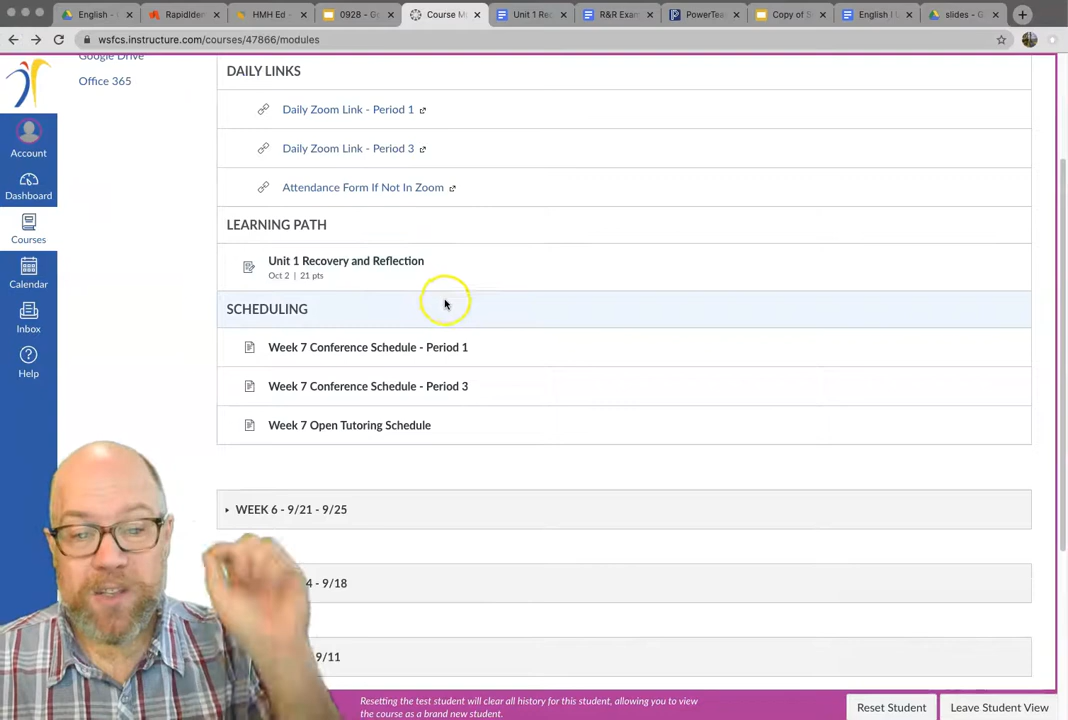 English - G
RapidIder
HMH Ed -
0928 - Gs
Course Mo
Unit 1 Rec
R&R Exam
PowerTea
Copy of S
English I L
slides - G
wsfcs.instructure.com/courses/47866/modules
Google Drive
Office 365
Account
Dashboard
Courses
Calendar
Inbox
Help
DAILY LINKS
Daily Zoom Link - Period 1
Daily Zoom Link - Period 3
Attendance Form If Not In Zoom
LEARNING PATH
Unit 1 Recovery and Reflection
Oct 2 | 21 pts
SCHEDULING
Week 7 Conference Schedule - Period 1
Week 7 Conference Schedule - Period 3
Week 7 Open Tutoring Schedule
WEEK 6 - 9/21 - 9/25
4 - 9/18
9/11
Resetting the test student will clear all history for this student, allowing you to view
the course as a brand new student.
Reset Student
Leave Student View